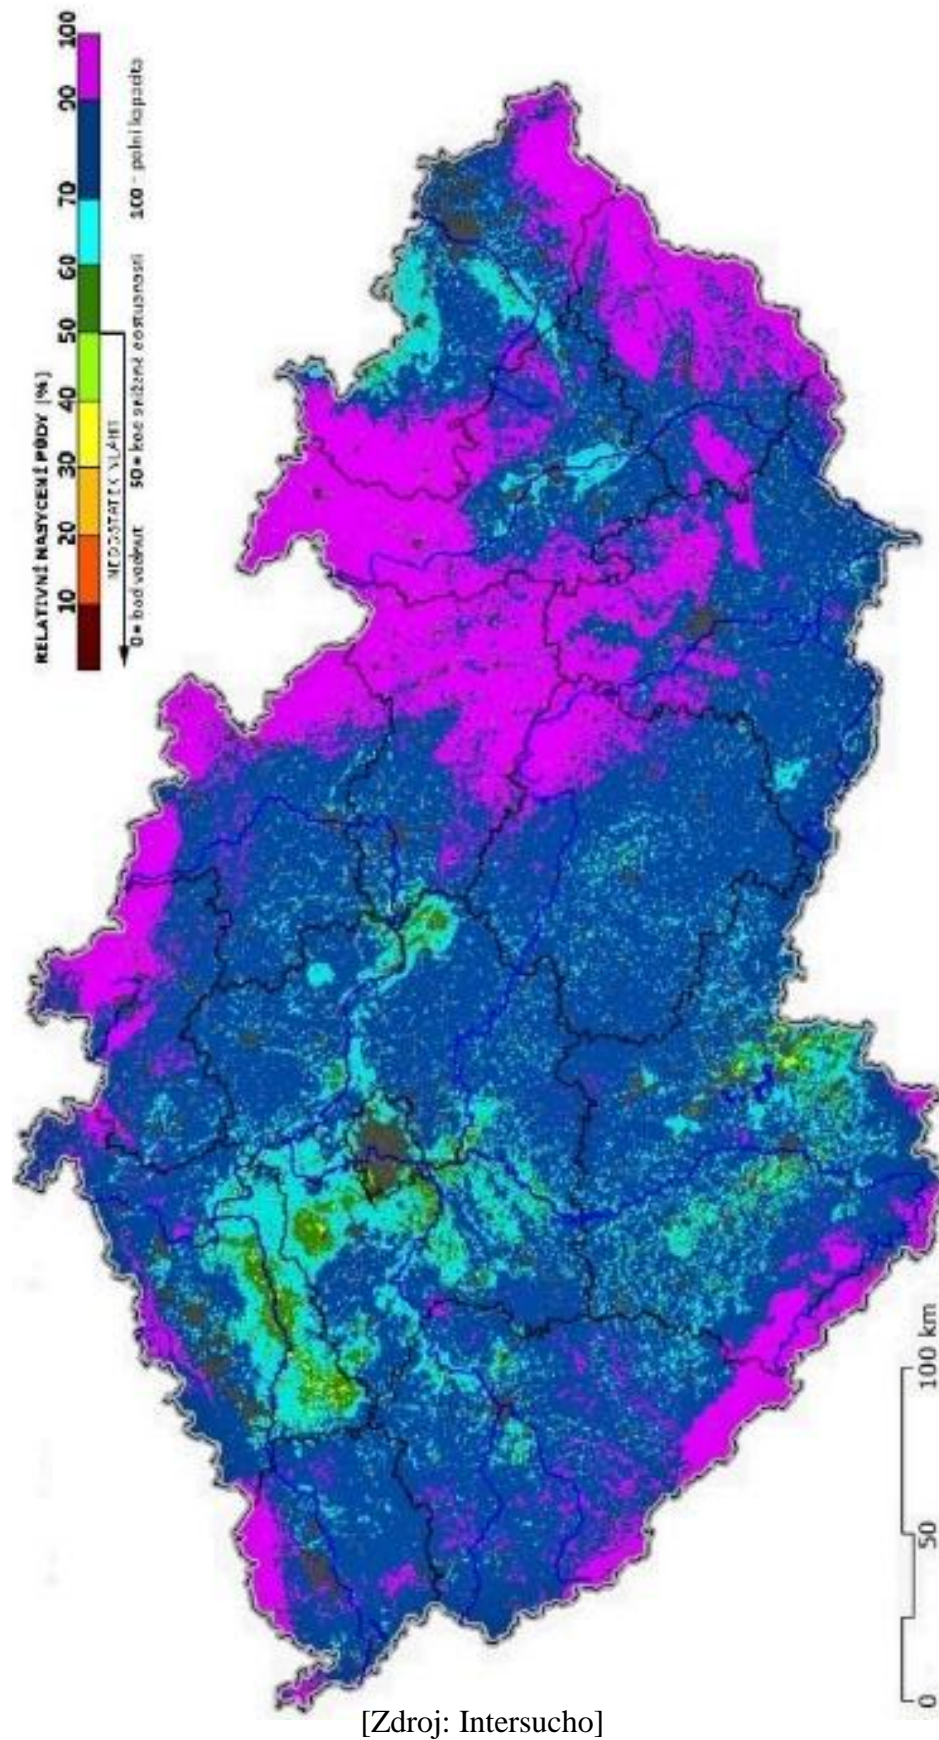 RELATIVNÍ NASYCENÍ PŮDY [%]
10 20 30 40 50 60 70 90 100
NEDOSTATEK VLÁHY
0 = bod vadnutí 50 = bod snížené dostupnosti 100 - polní kapacita
0 50 100 km
[Zdroj: Intersucho]